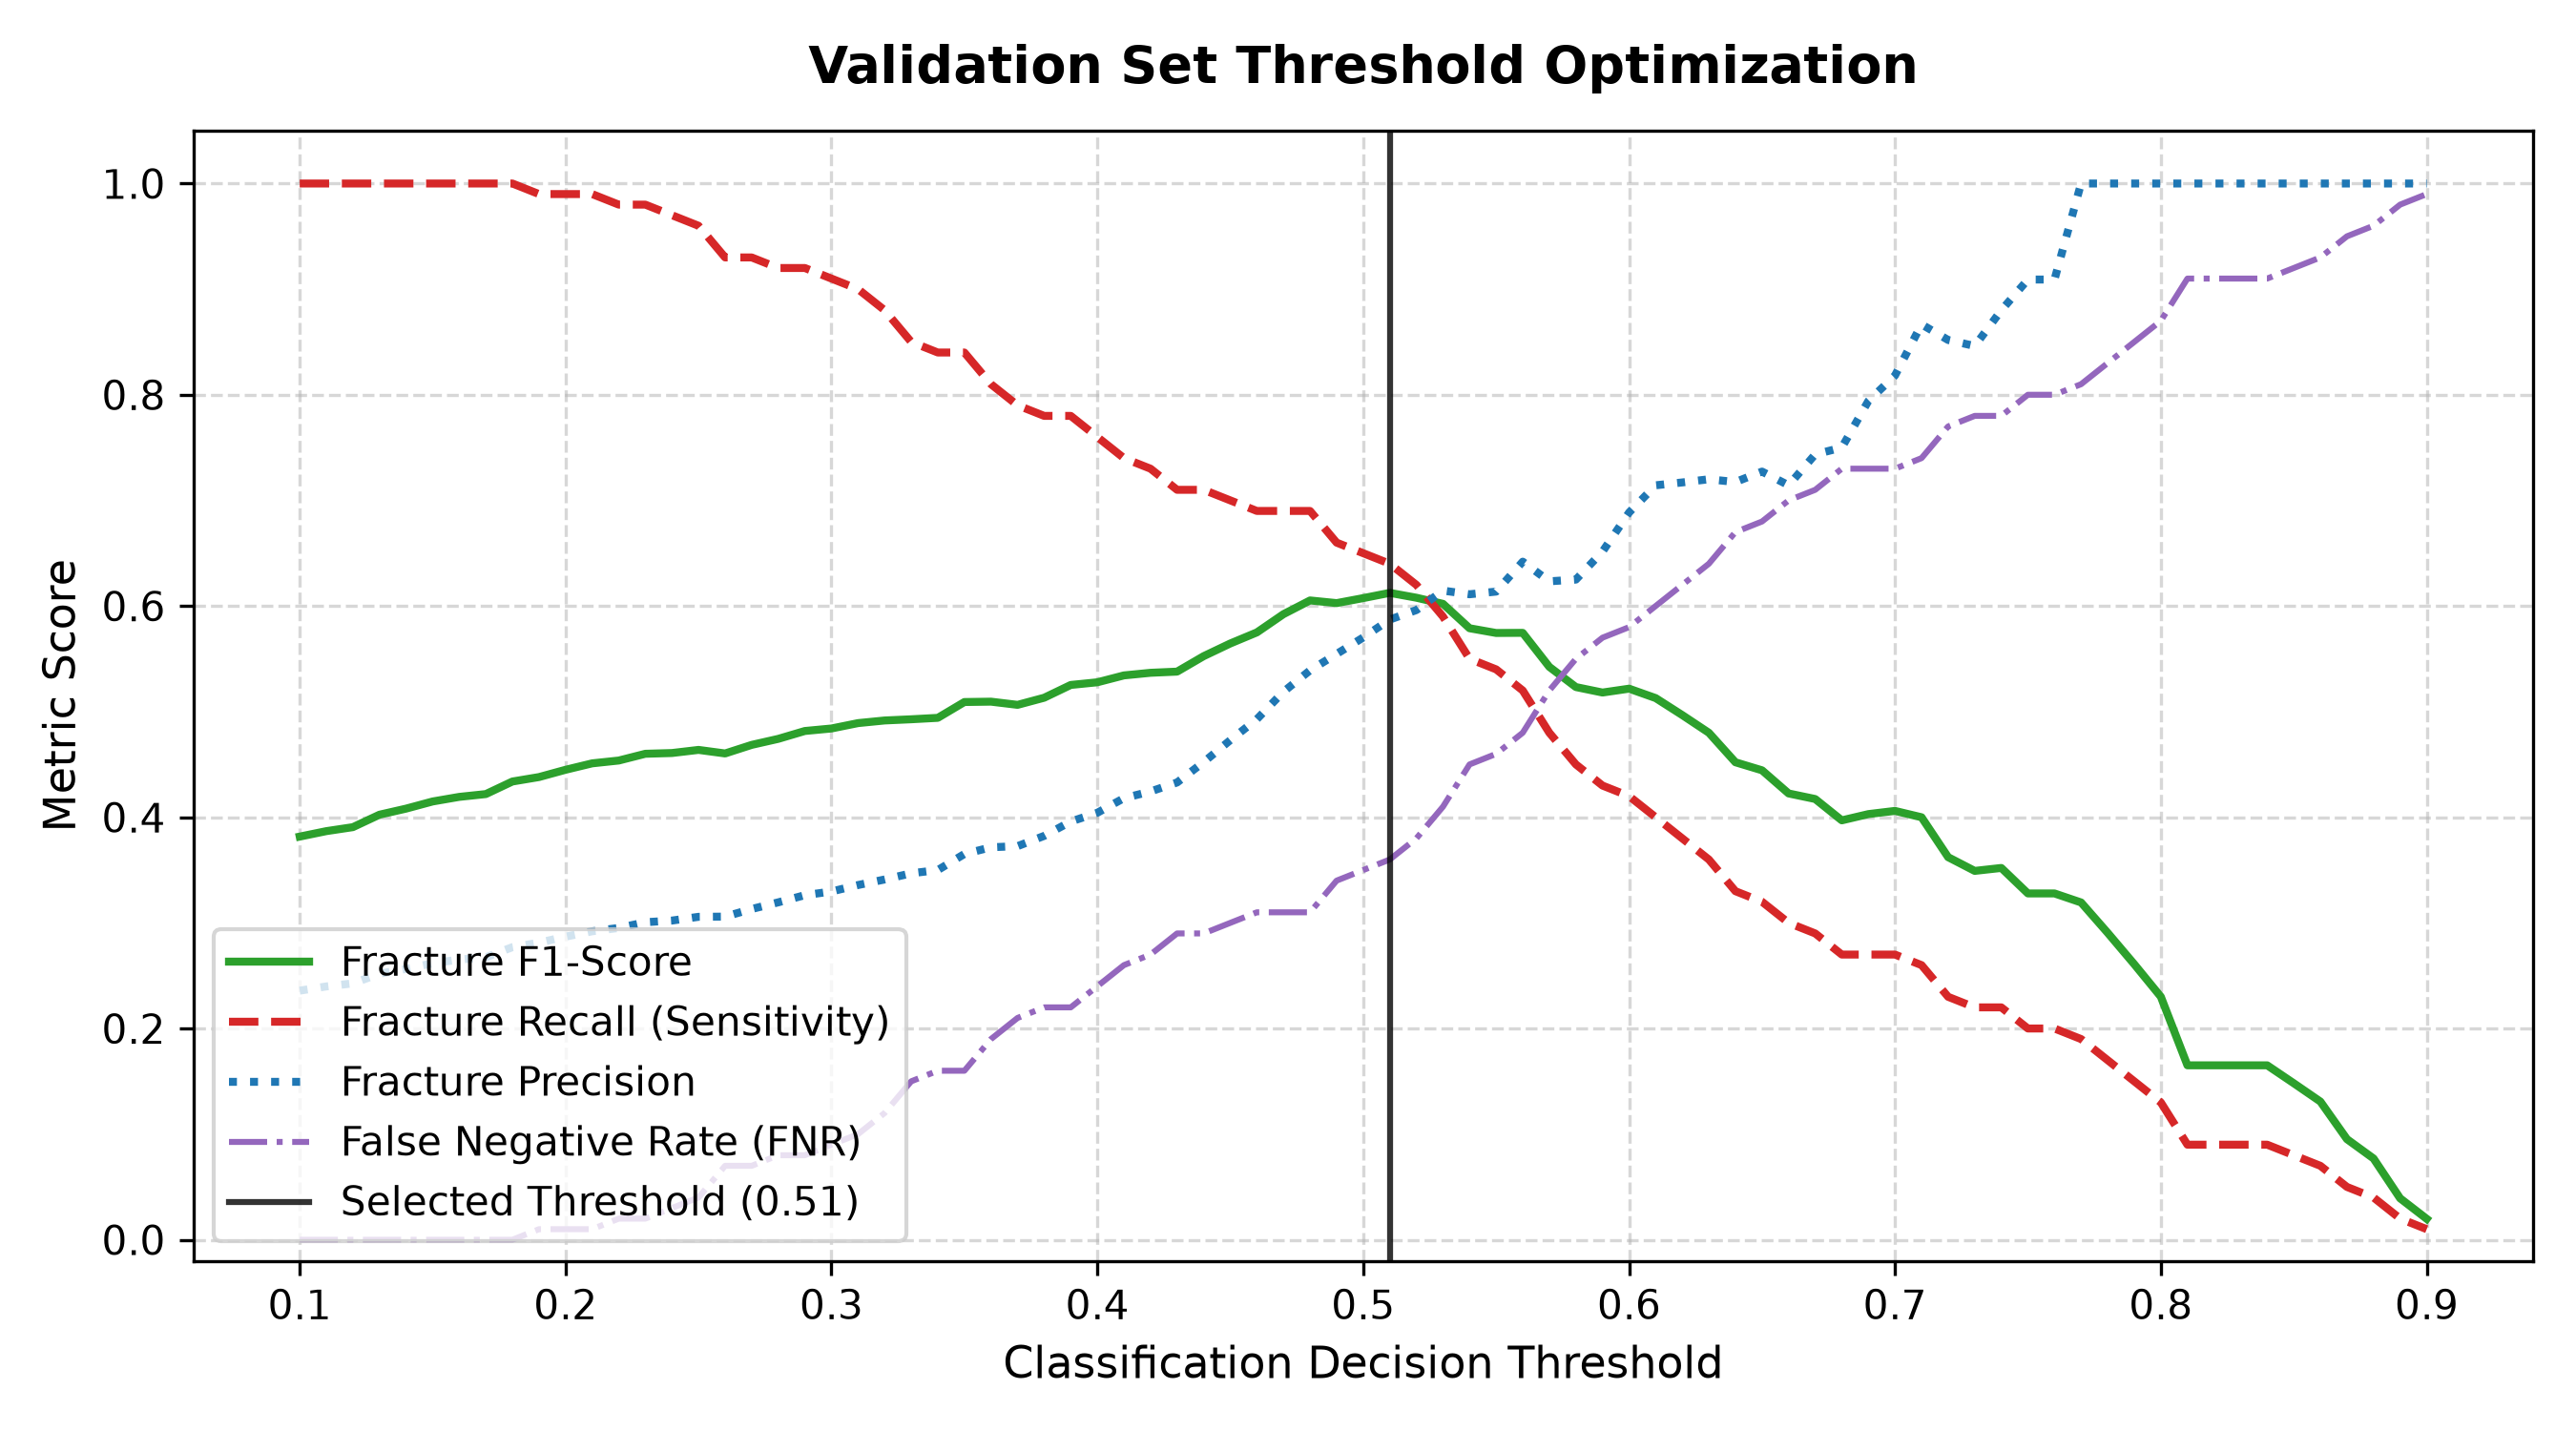 Validation Set Threshold Optimization
Metric Score
1.0
0.8
0.6
0.4
0.2
0.0
Fracture F1-Score
Fracture Recall (Sensitivity)
Fracture Precision
False Negative Rate (FNR)
Selected Threshold (0.51)
0.1 0.2 0.3 0.4 0.5 0.6 0.7 0.8 0.9
Classification Decision Threshold